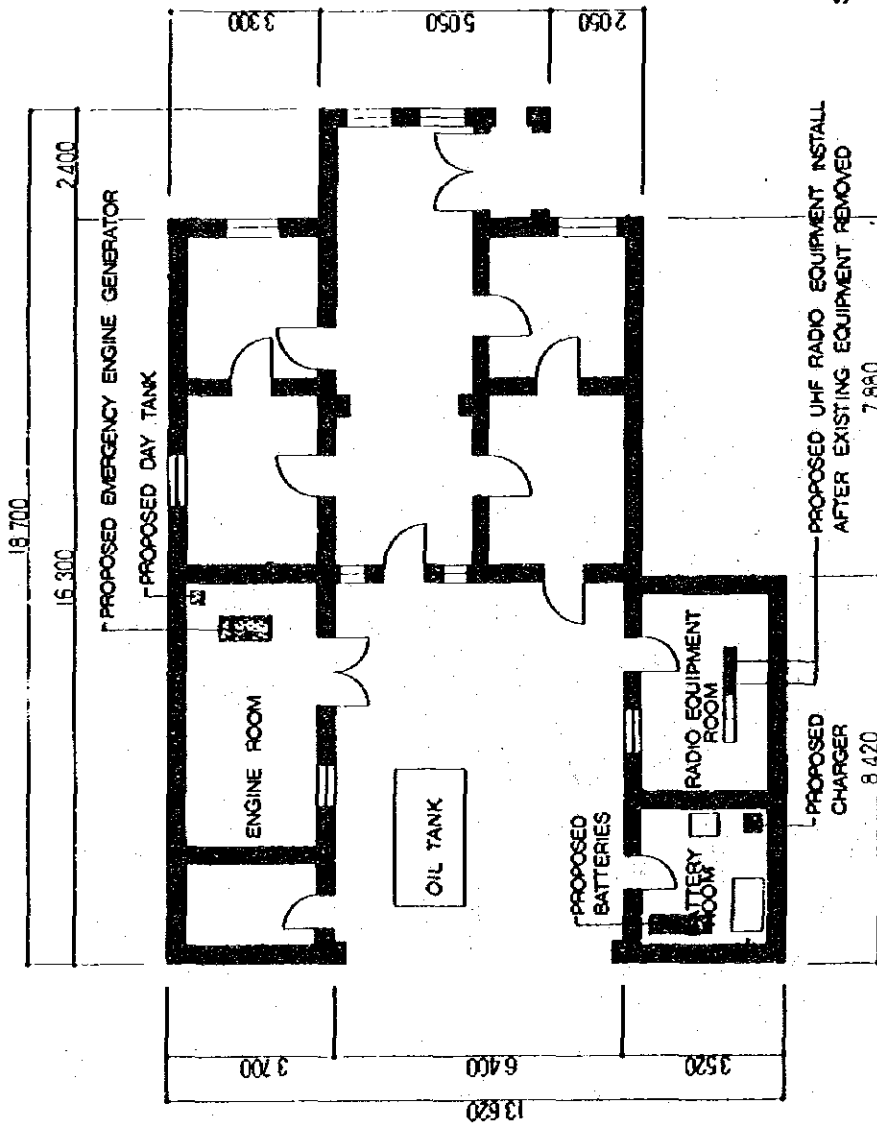 18.700
16.300
2.400
PROPOSED EMERGENCY ENGINE GENERATOR
PROPOSED DAY TANK
3.300
5.050
2.050
3.700
6.400
3.520
13.620
ENGINE ROOM
OIL TANK
PROPOSED
BATTERIES
BATTERY
ROOM
RADIO EQUIPMENT
ROOM
PROPOSED
CHARGER
PROPOSED UHF RADIO EQUIPMENT INSTALL
AFTER EXISTING EQUIPMENT REMOVED
8.420
7.880